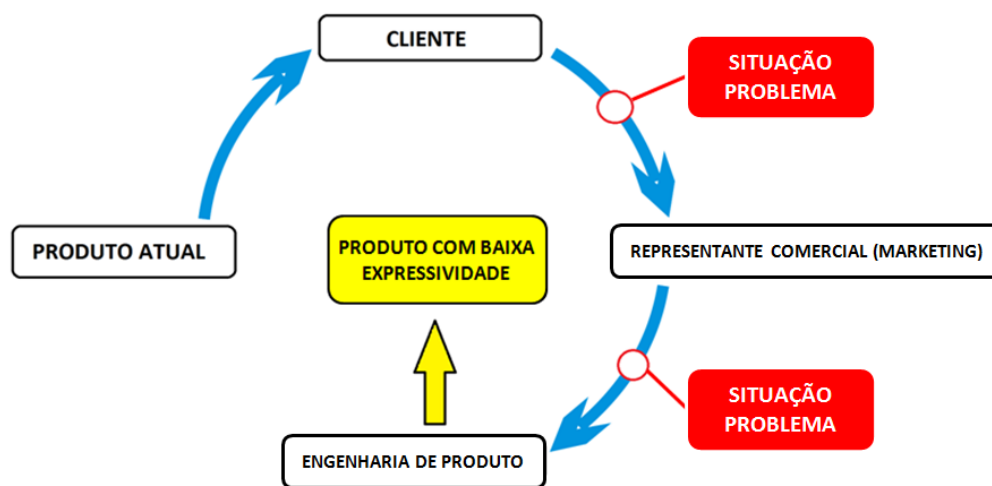 CLIENTE
SITUAÇÃO
PROBLEMA
PRODUTO ATUAL
PRODUTO COM BAIXA
EXPRESSIVIDADE
REPRESENTANTE COMERCIAL (MARKETING)
SITUAÇÃO
PROBLEMA
ENGENHARIA DE PRODUTO